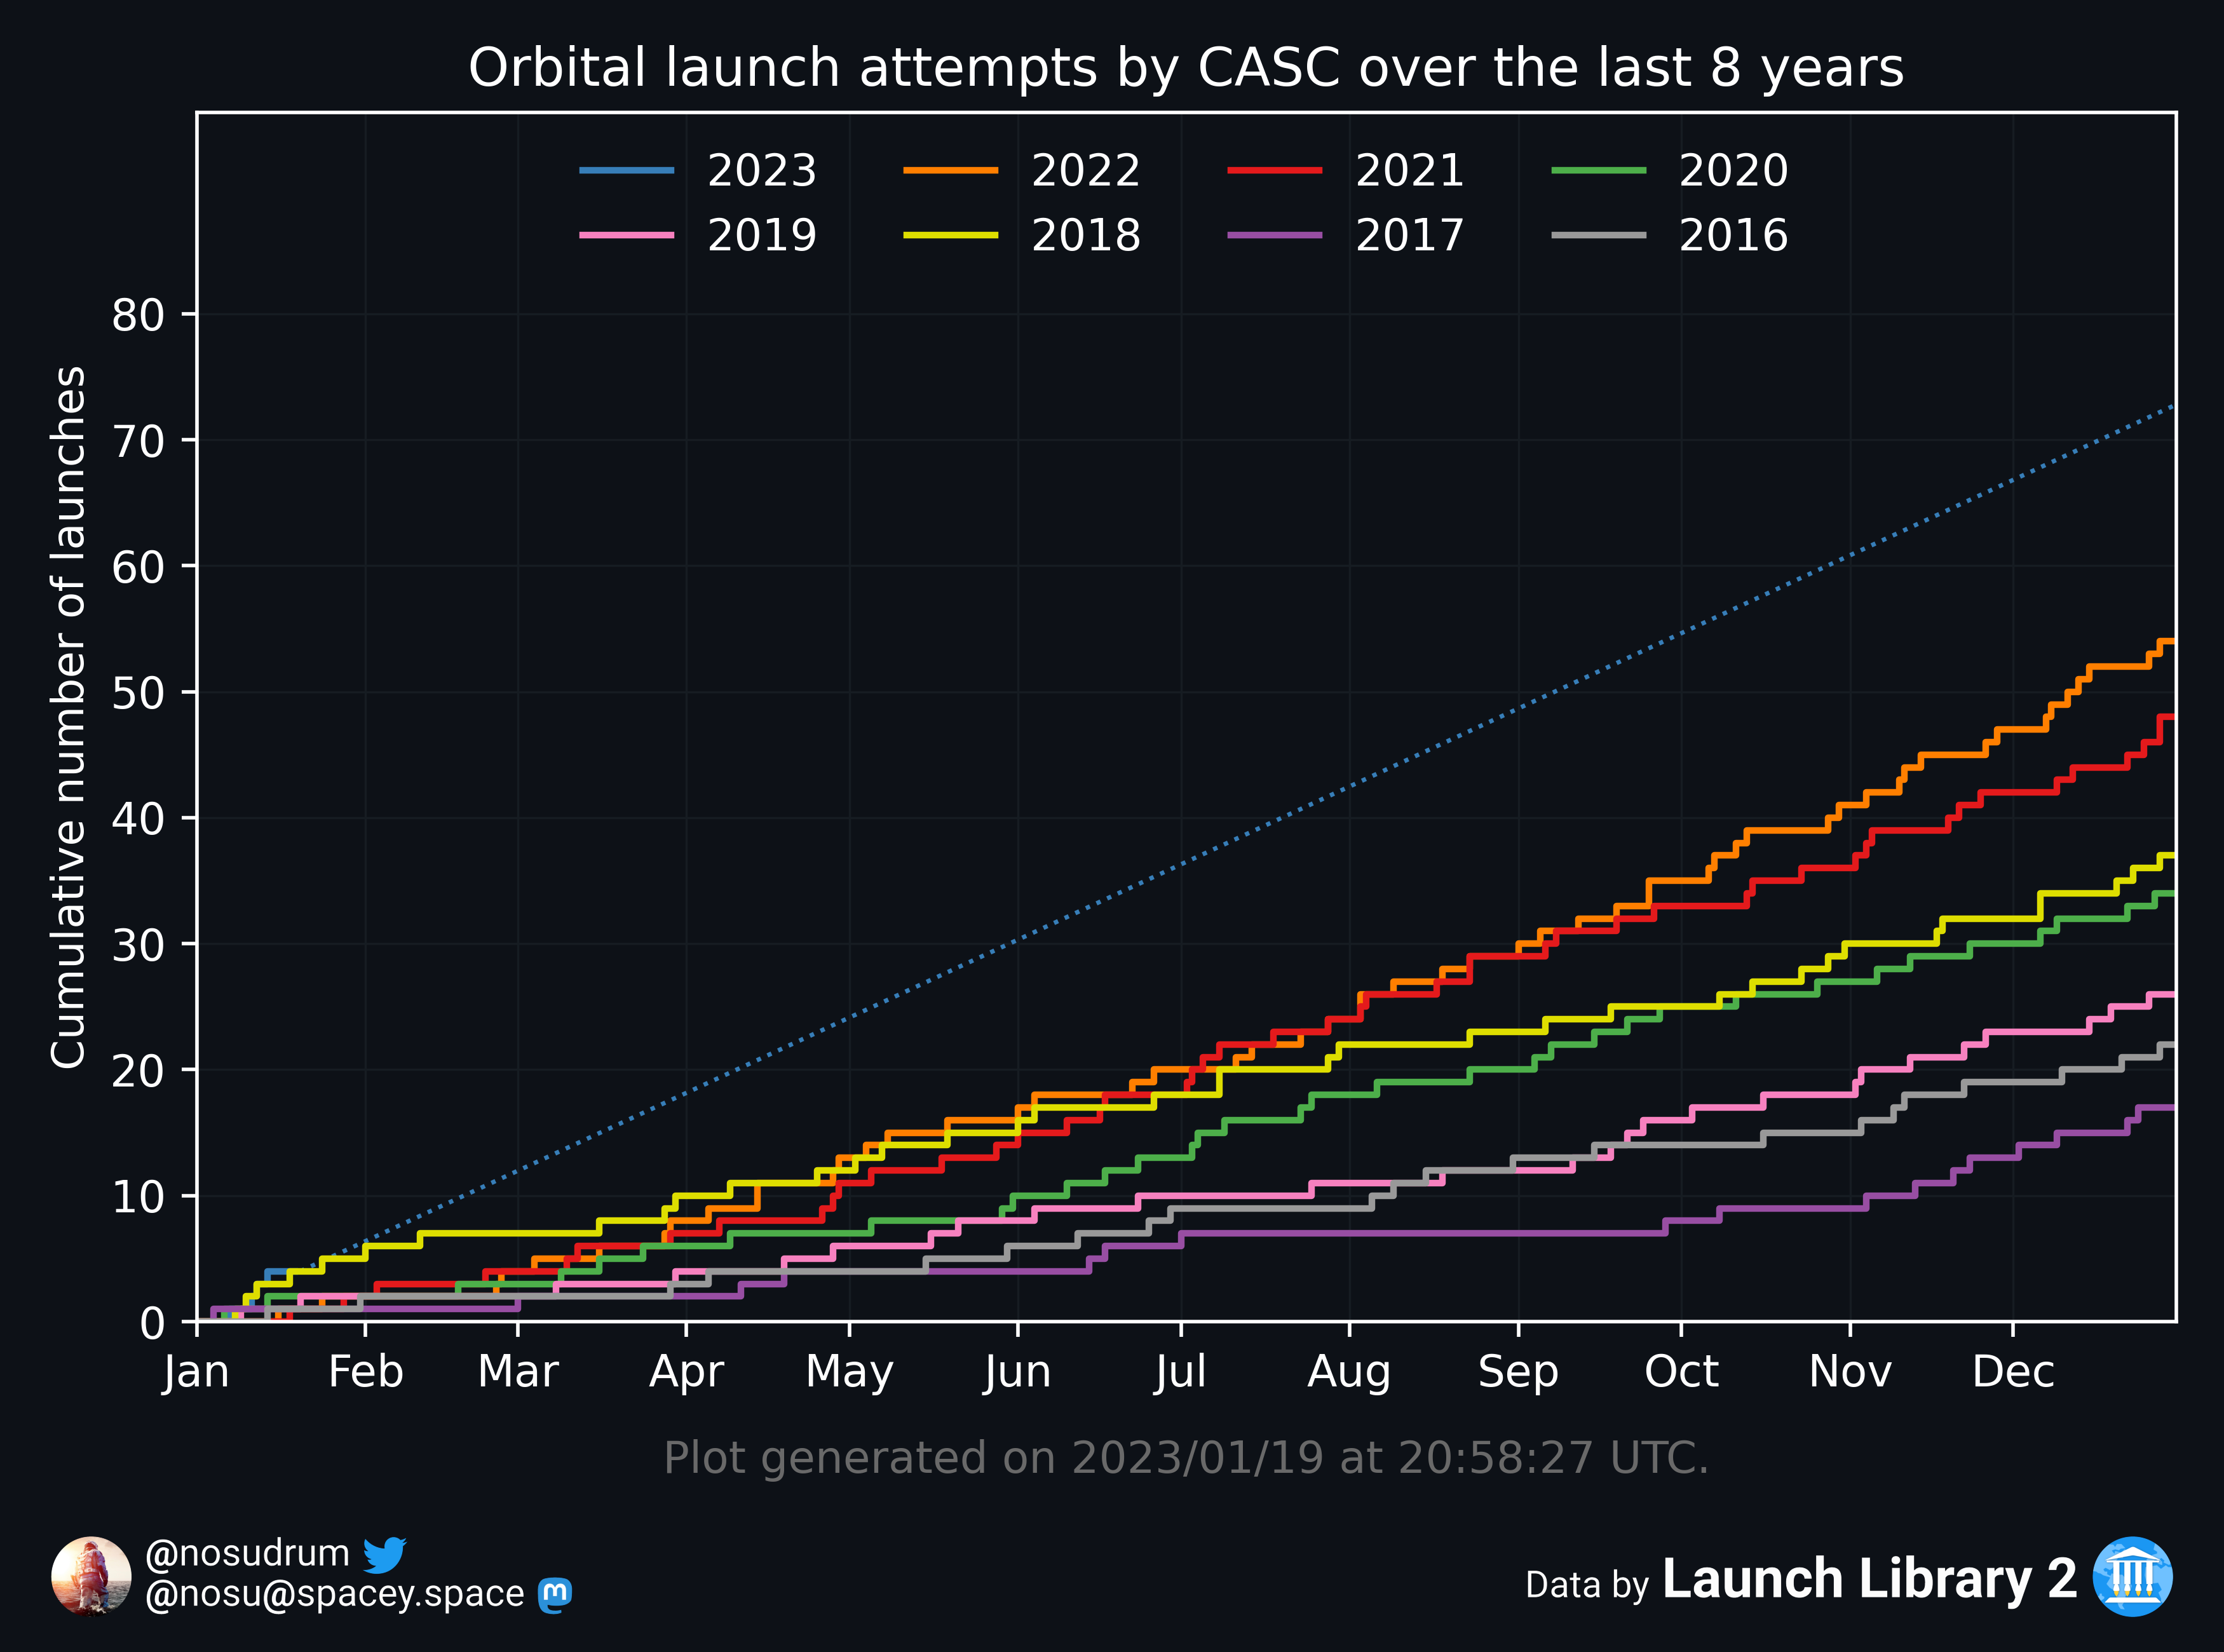 Orbital launch attempts by CASC over the last 8 years
2023 2022 2021 2020
2019 2018 2017 2016
Cumulative number of launches
80
70
60
50
40
30
20
10
0
Jan Feb Mar Apr May Jun Jul Aug Sep Oct Nov Dec
Plot generated on 2023/01/19 at 20:58:27 UTC.
@nosudrum
@nosu@spacey.space
Data by Launch Library 2